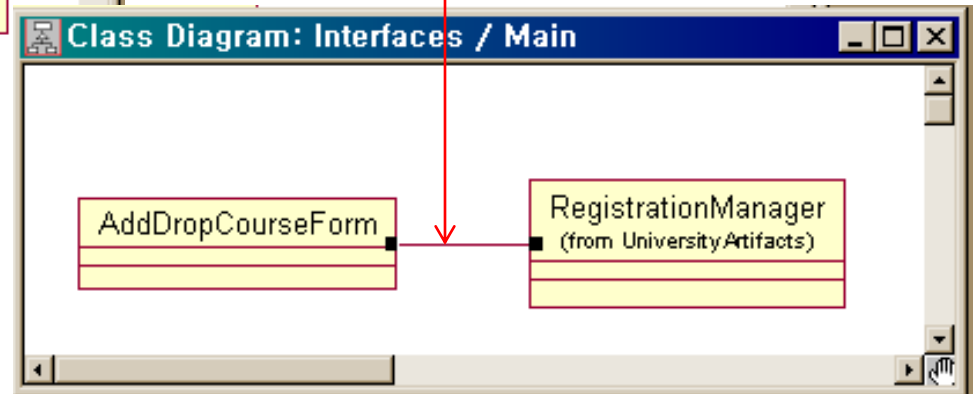 Class Diagram: Interfaces / Main
AddDropCourseForm
RegistrationManager
(from UniversityArtifacts)